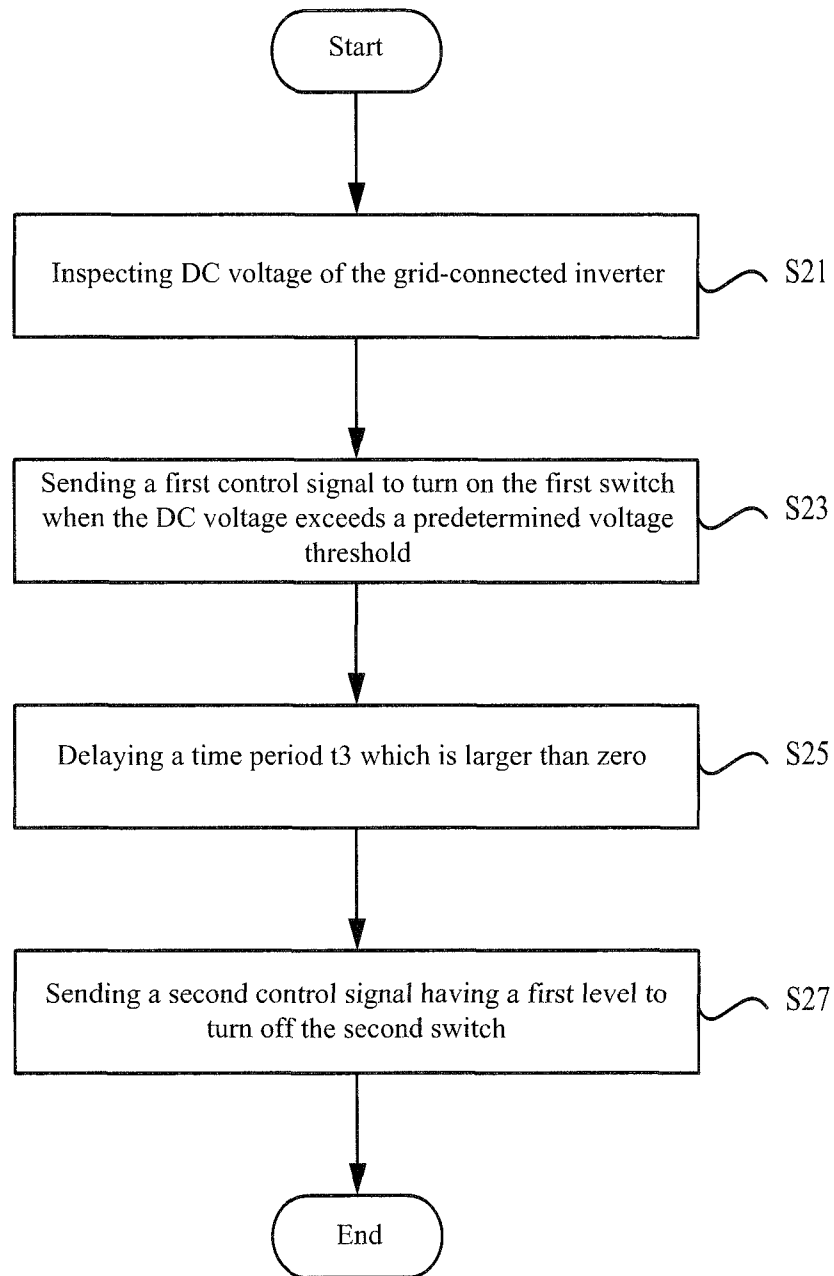 Start
Inspecting DC voltage of the grid-connected inverter
S21
Sending a first control signal to turn on the first switch
when the DC voltage exceeds a predetermined voltage
threshold
S23
Delaying a time period t3 which is larger than zero
S25
Sending a second control signal having a first level to
turn off the second switch
S27
End